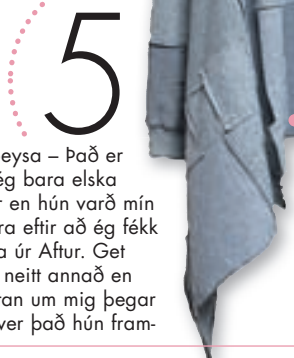 5
eysa – Það er
ég bara elska
r en hún varð mín
ra eftir að ég fékk
a úr Aftur. Get
neitt annað en
tan um mig þegar
ver það hún fram-